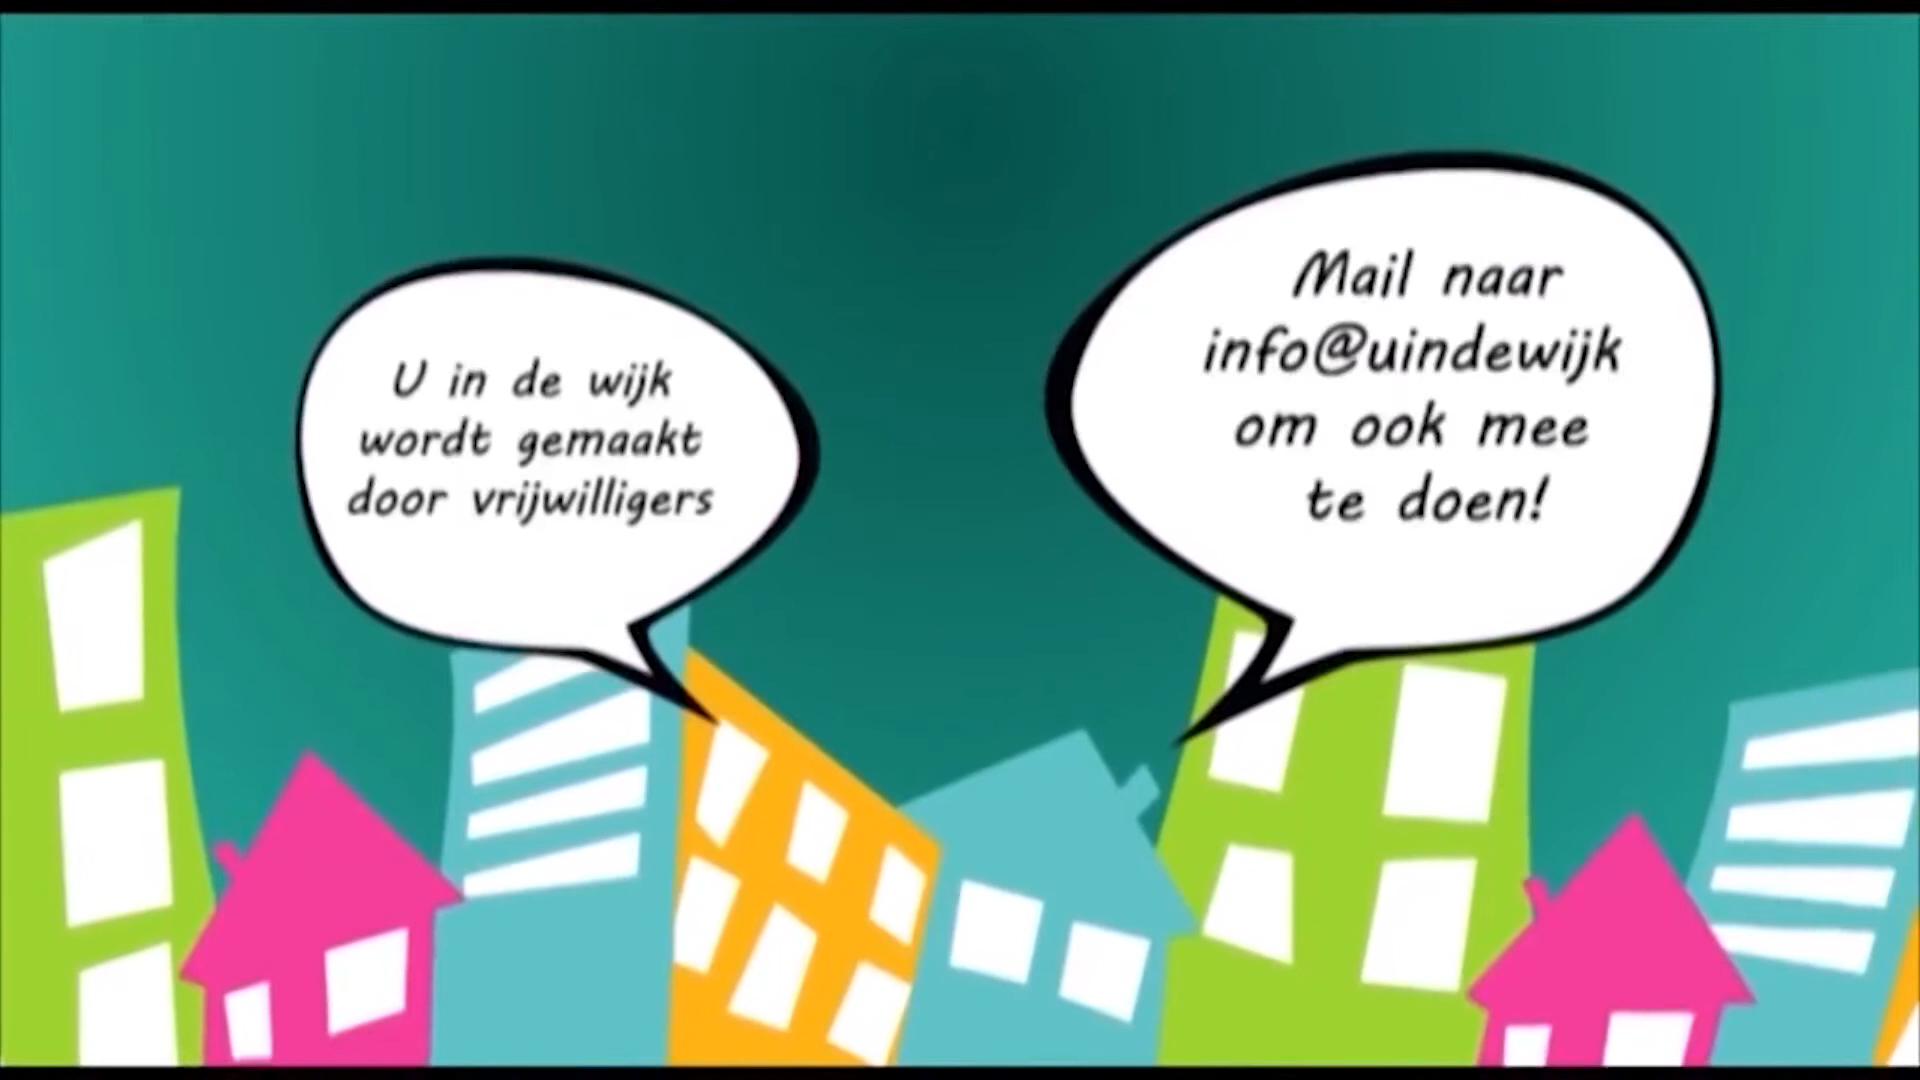 U in de wijk
wordt gemaakt
door vrijwilligers
Mail naar
info@uindewijk
om ook mee
te doen!